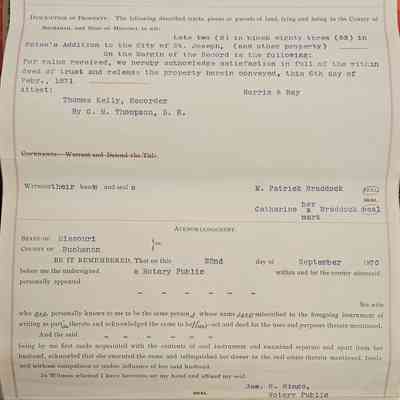 DESCRIPTION OF PROPERTY. The following described tracts, pieces or parcels of land, lying and being in the County of
Buchanan, and State of Missouri to wit:
Lots two (2) in block eighty three (83) in
Addition to the City of St. Joseph, (and other property)
On the Margin of the Record is the following:
For value received, we hereby acknowledge satisfaction in full of the within
deed of trust and release the property herein conveyed, this 6th day of
Feby., 1871
Attest: Harris & Ray
Thomas Kelly, Recorder
By C. M. Thompson, D. R.
COVENANTS. Warrant and Defend the Title.
WITNESS their hands and seal s M. Patrick Braddock (SEAL)
her SEAL
Catharine x Braddock seal
mark
ACKNOWLEDGMENT.
STATE OF Missouri
COUNTY OF Buchanan } ss.
BE IT REMEMBERED, That on this 22nd day of September 1870
before me the undersigned a Notary Public within and for the county aforesaid
personally appeared
his wife
who are personally known to me to be the same person s whose name s are subscribed to the foregoing instrument of
writing as part thereto and acknowledged the same to be act and deed for the uses and purposes therein mentioned.
And the said
being by me first made acquainted with the contents of said instrument and examined separate and apart from her
husband, acknowledged that she executed the same and relinquished her dower in the real estate therein mentioned, freely
and without compulsion or undue influence of her said husband.
In Witness whereof I have hereunto set my hand and affixed my seal.
Jas.
SEAL Notary Public